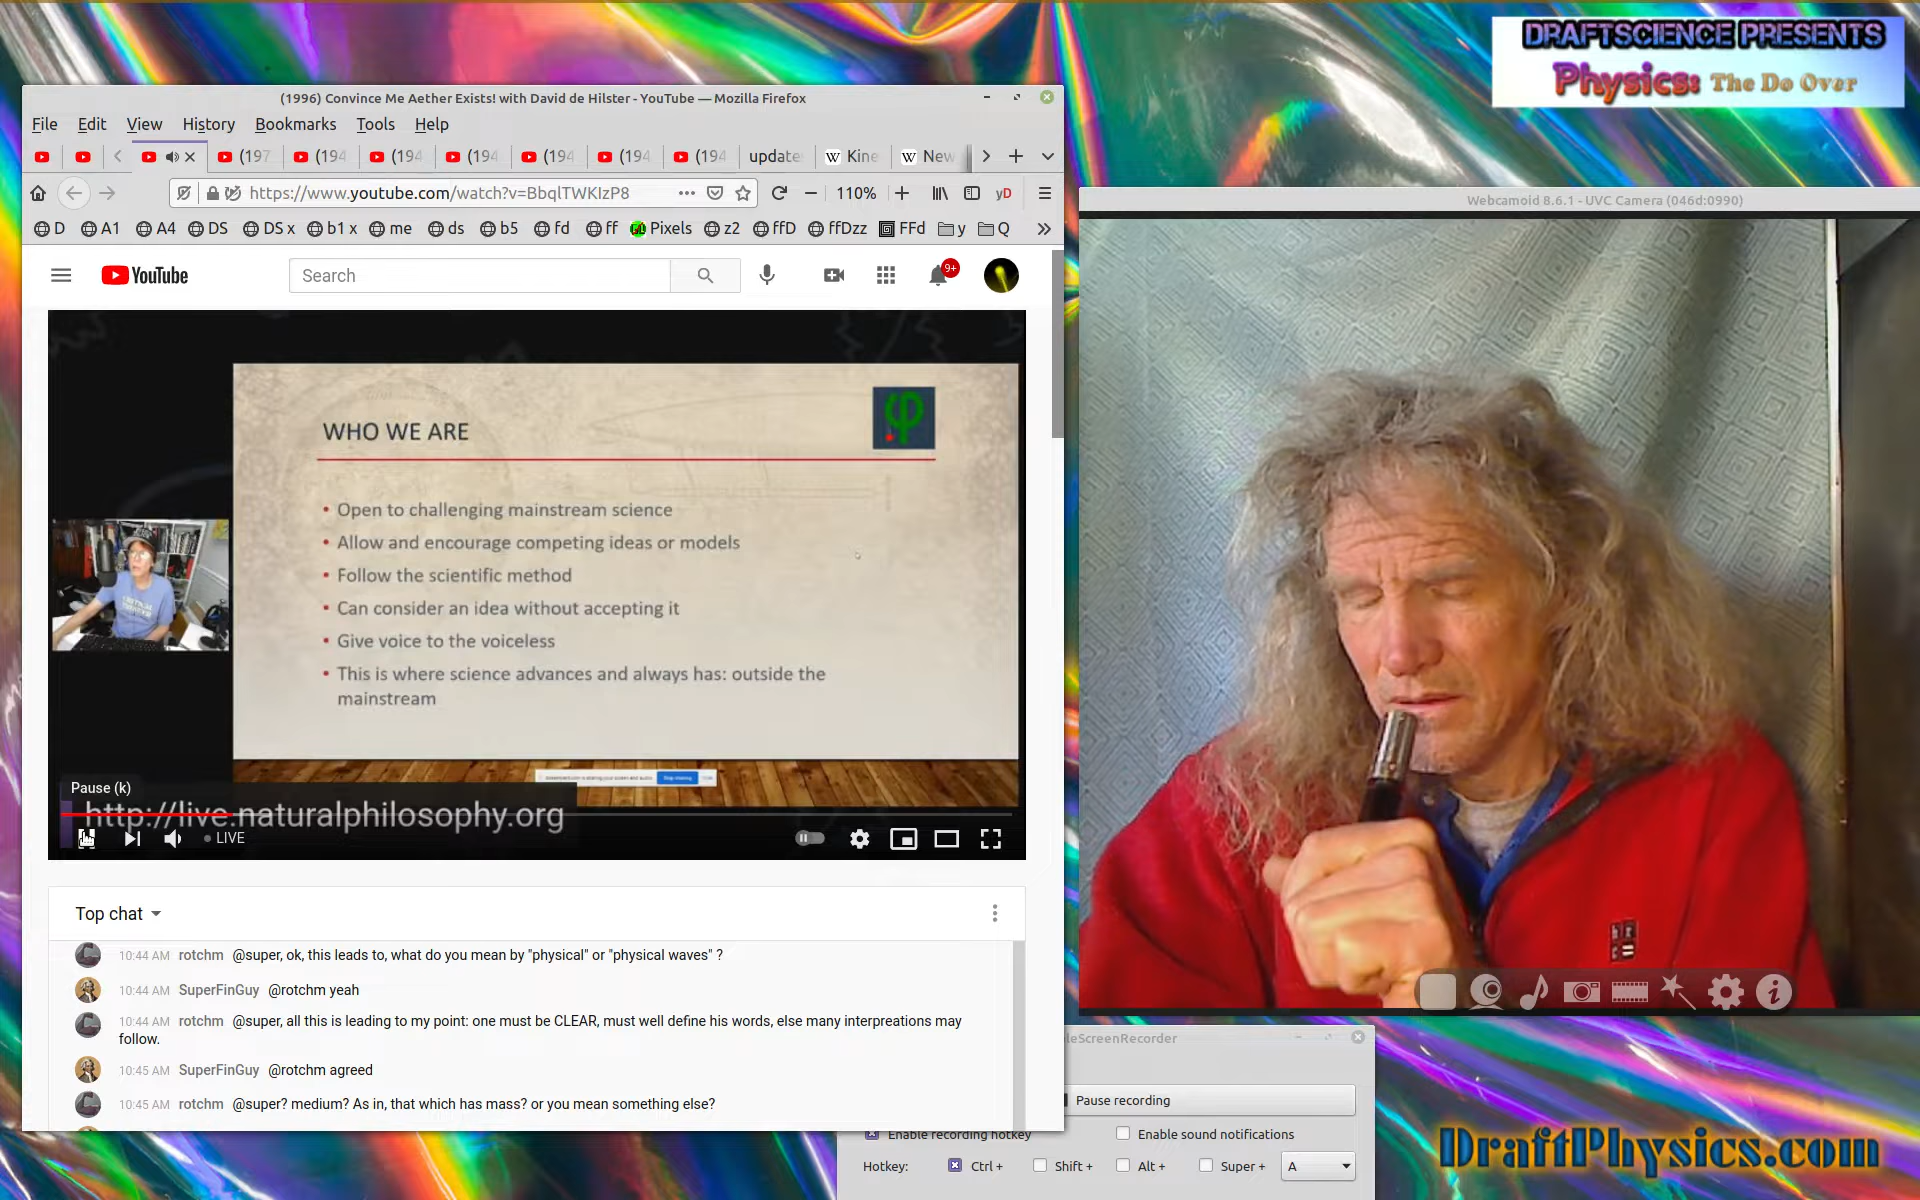 DRAFTSCIENCE PRESENTS
Physics: The Do Over
(1996) Convince Me Aether Exists! with David de Hilster - YouTube — Mozilla Firefox
File Edit View History Bookmarks Tools Help
(197 (194 (194 (194 (194 (194 (194 update: Kine New
https://www.youtube.com/watch?v=BbqlTWKIzP8 110% yD
D A1 A4 DS DS x b1 x me ds b5 fd ff Pixels z2 ffD ffDzz FFd y Q
YouTube
Search
9+
Webcamoid 8.6.1 - UVC Camera (046d:0990)
WHO WE ARE
• Open to challenging mainstream science
• Allow and encourage competing ideas or models
• Follow the scientific method
• Can consider an idea without accepting it
• Give voice to the voiceless
• This is where science advances and always has: outside the
mainstream
Pause (k)
http://live.naturalphilosophy.org
LIVE
Top chat
10:44 AM rotchm @super, ok, this leads to, what do you mean by "physical" or "physical waves" ?
10:44 AM SuperFinGuy @rotchm yeah
10:44 AM rotchm @super, all this is leading to my point: one must be CLEAR, must well define his words, else many interpreations may
follow.
10:45 AM SuperFinGuy @rotchm agreed
10:45 AM rotchm @super? medium? As in, that which has mass? or you mean something else?
leScreenRecorder
Pause recording
Enable recording hotkey Enable sound notifications
Hotkey: Ctrl + Shift + Alt + Super + A
DraftPhysics.com